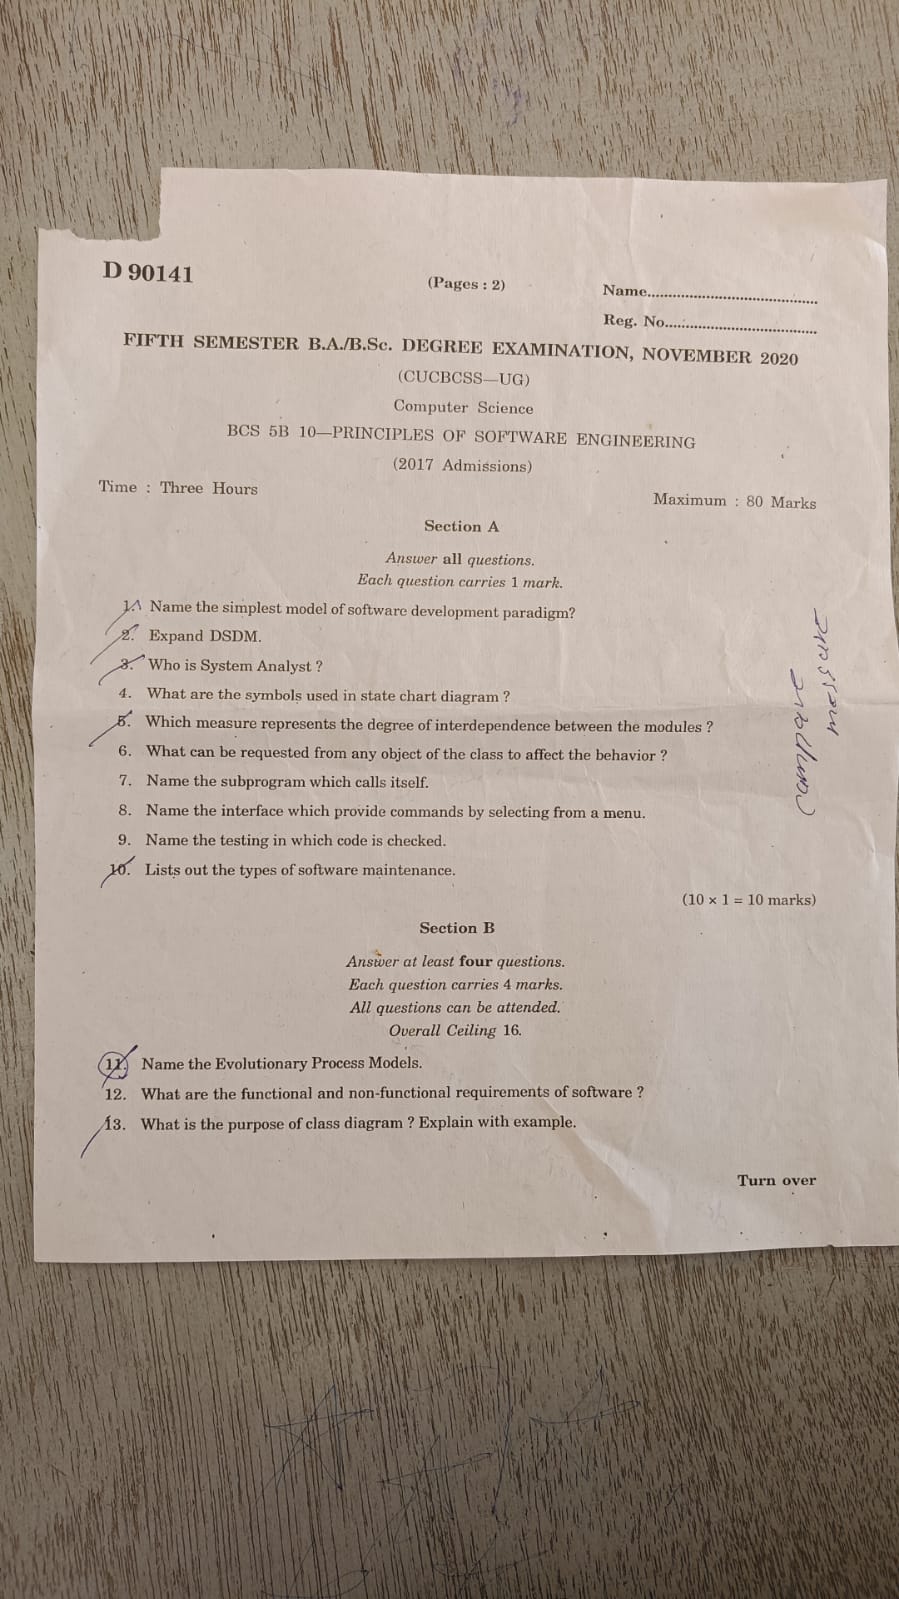 D 90141
(Pages : 2)
Name..........................................
Reg. No.....................................
FIFTH SEMESTER B.A./B.Sc. DEGREE EXAMINATION, NOVEMBER 2020
(CUCBCSS—UG)
Computer Science
BCS 5B 10—PRINCIPLES OF SOFTWARE ENGINEERING
(2017 Admissions)
Time : Three Hours
Maximum : 80 Marks
Section A
Answer all questions.
Each question carries 1 mark.
1. Name the simplest model of software development paradigm?
2. Expand DSDM.
3. Who is System Analyst ?
4. What are the symbols used in state chart diagram ?
5. Which measure represents the degree of interdependence between the modules ?
6. What can be requested from any object of the class to affect the behavior ?
7. Name the subprogram which calls itself.
8. Name the interface which provide commands by selecting from a menu.
9. Name the testing in which code is checked.
10. Lists out the types of software maintenance.
(10 × 1 = 10 marks)
Section B
Answer at least four questions.
Each question carries 4 marks.
All questions can be attended.
Overall Ceiling 16.
11. Name the Evolutionary Process Models.
12. What are the functional and non-functional requirements of software ?
13. What is the purpose of class diagram ? Explain with example.
Turn over